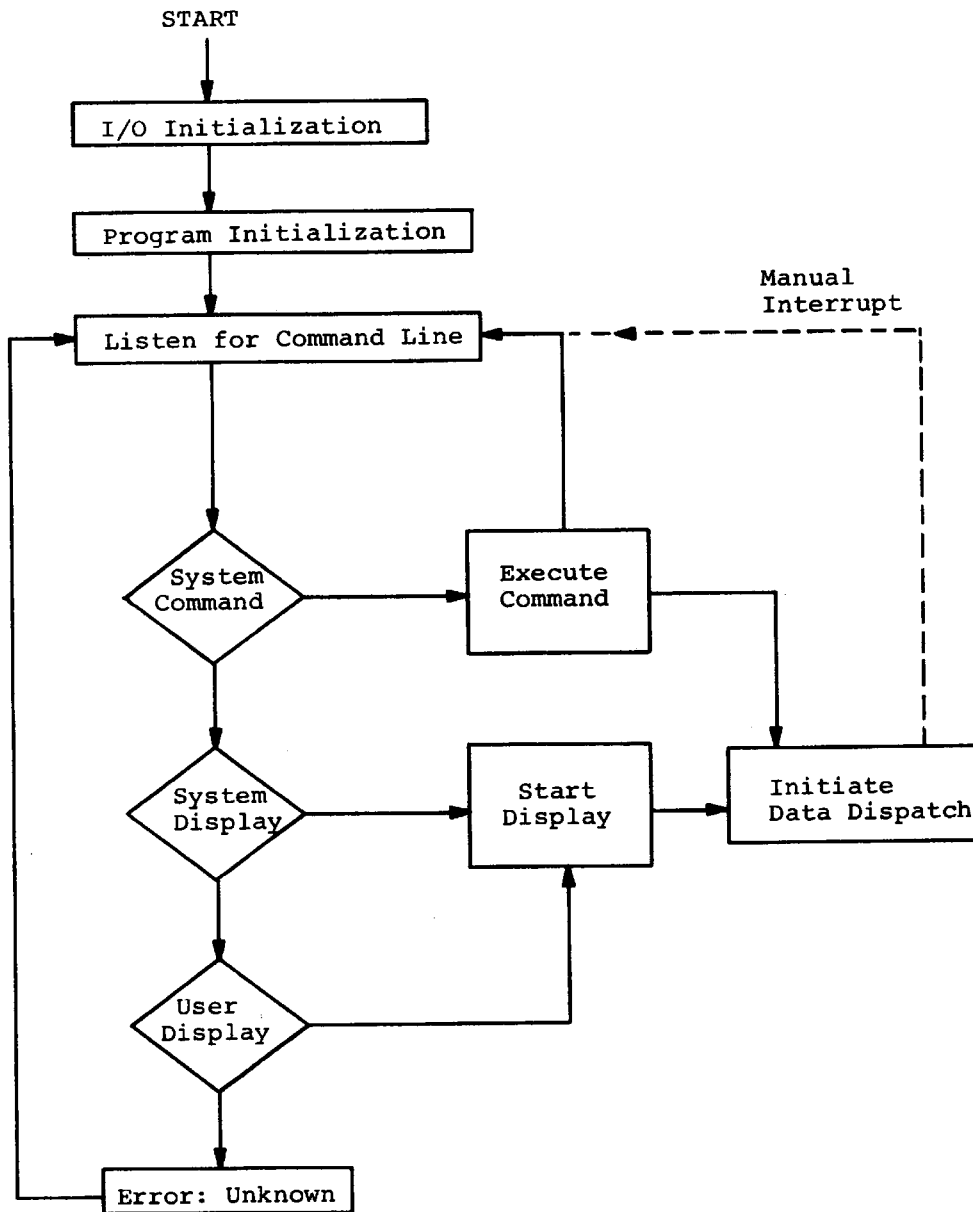 START
I/O Initialization
Program Initialization
Manual
Interrupt
Listen for Command Line
System
Command
Execute
Command
System
Display
Start
Display
Initiate
Data Dispatch
User
Display
Error: Unknown